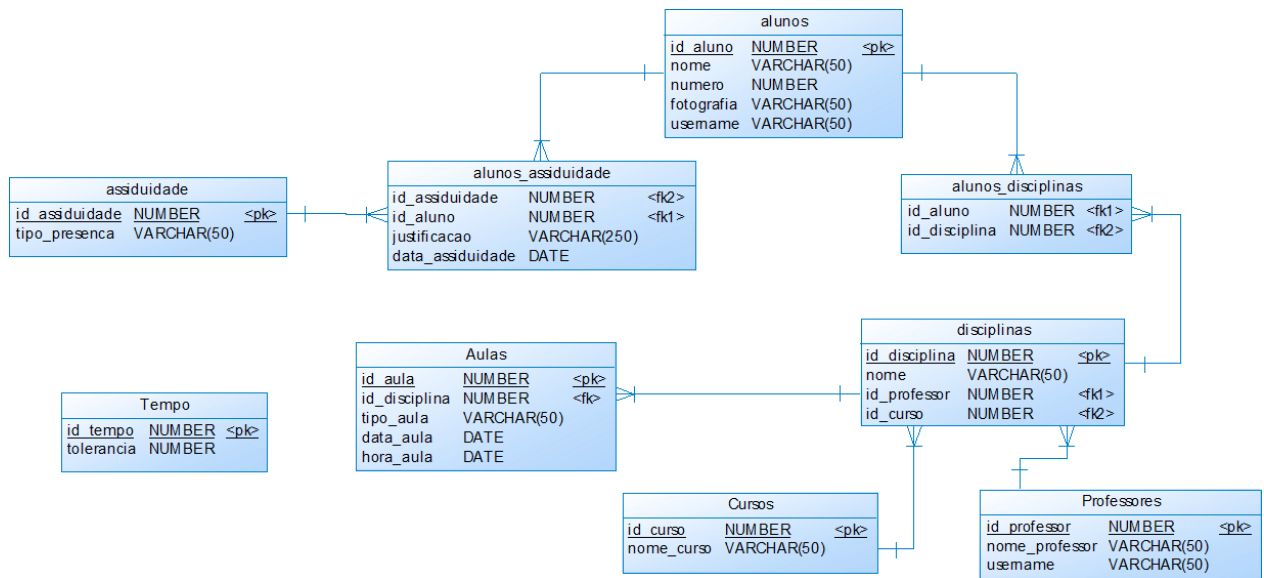 alunos
id_aluno NUMBER <pk>
nome VARCHAR(50)
numero NUMBER
fotografia VARCHAR(50)
username VARCHAR(50)
assiduidade
id_assiduidade NUMBER <pk>
tipo_presenca VARCHAR(50)
alunos_assiduidade
id_assiduidade NUMBER <fk2>
id_aluno NUMBER <fk1>
justificacao VARCHAR(250)
data_assiduidade DATE
alunos_disciplinas
id_aluno NUMBER <fk1>
id_disciplina NUMBER <fk2>
Tempo
id_tempo NUMBER <pk>
tolerancia NUMBER
Aulas
id_aula NUMBER <pk>
id_disciplina NUMBER <fk>
tipo_aula VARCHAR(50)
data_aula DATE
hora_aula DATE
disciplinas
id_disciplina NUMBER <pk>
nome VARCHAR(50)
id_professor NUMBER <fk1>
id_curso NUMBER <fk2>
Cursos
id_curso NUMBER <pk>
nome_curso VARCHAR(50)
Professores
id_professor NUMBER <pk>
nome_professor VARCHAR(50)
username VARCHAR(50)